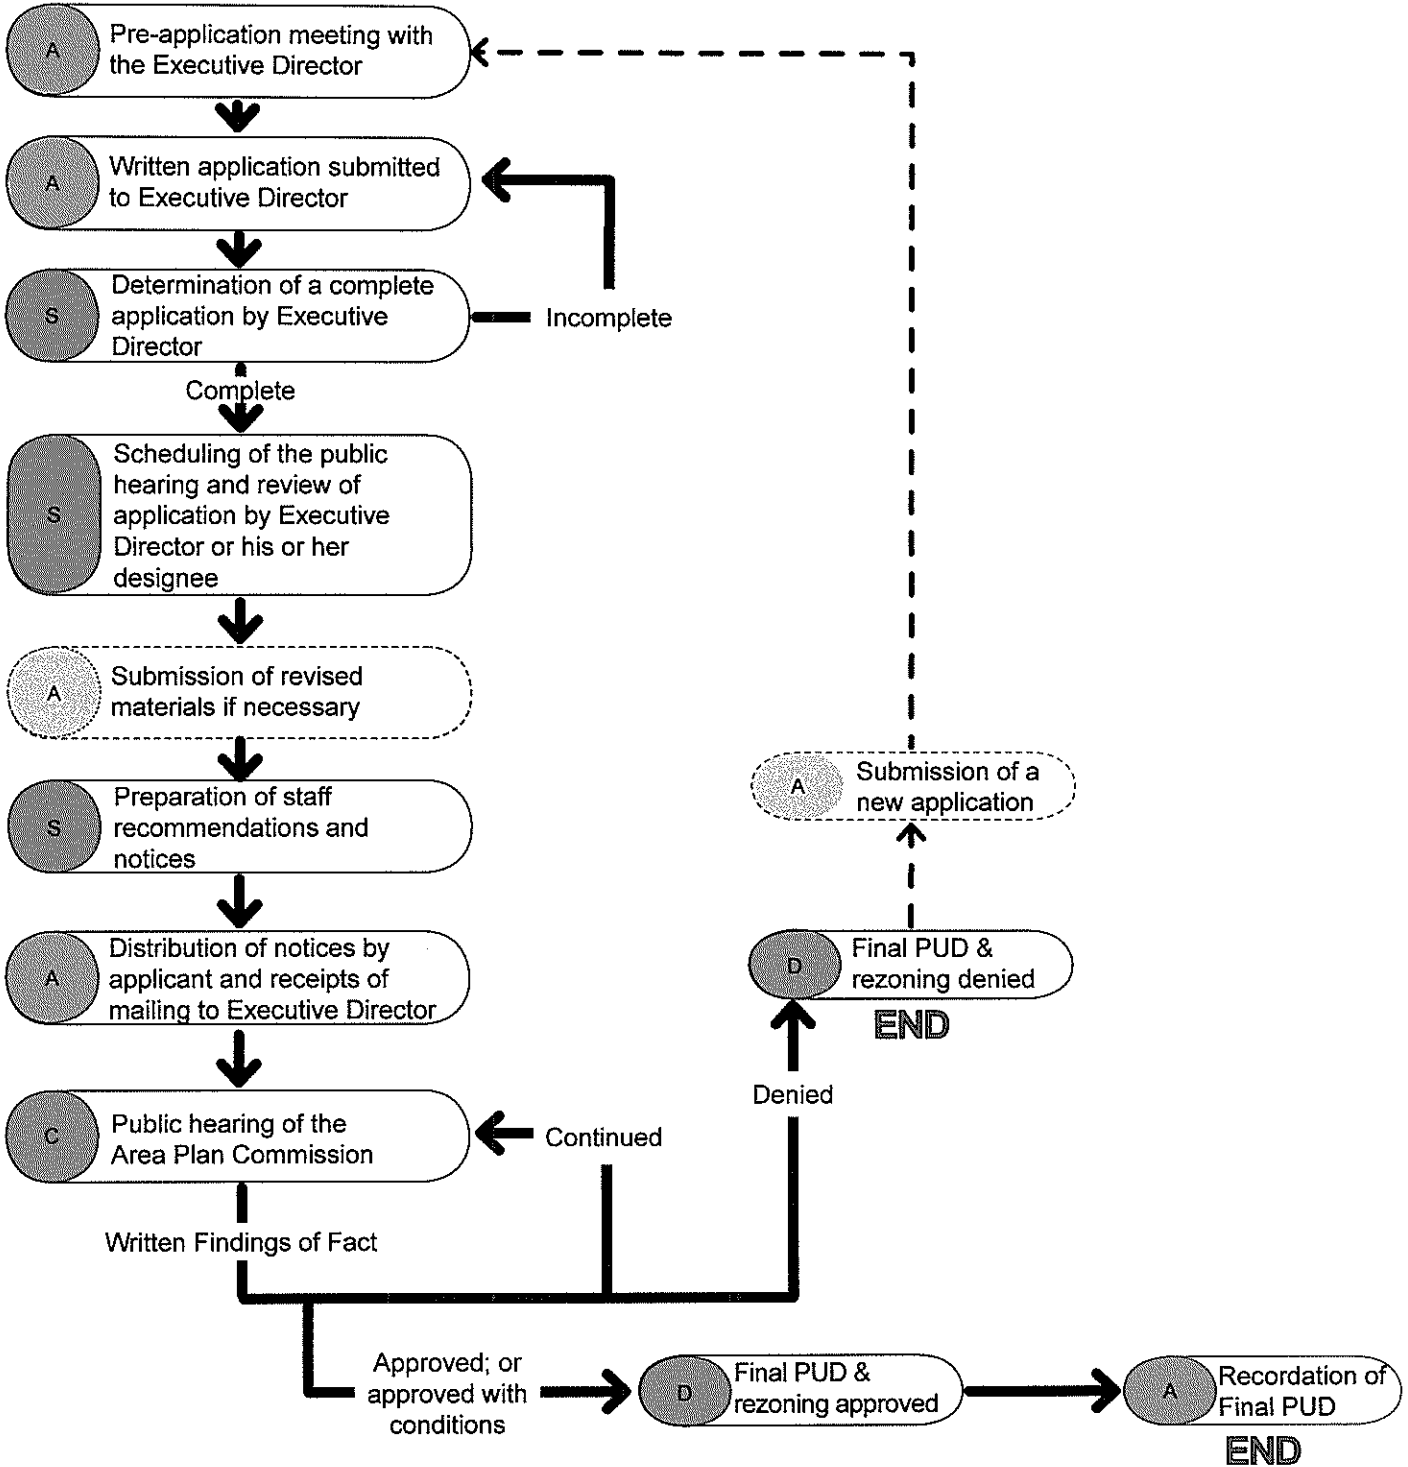 A
Pre-application meeting with
the Executive Director
A
Written application submitted
to Executive Director
S
Determination of a complete
application by Executive
Director
Incomplete
Complete
S
Scheduling of the public
hearing and review of
application by Executive
Director or his or her
designee
A
Submission of revised
materials if necessary
S
Preparation of staff
recommendations and
notices
A
Distribution of notices by
applicant and receipts of
mailing to Executive Director
C
Public hearing of the
Area Plan Commission
Continued
Written Findings of Fact
A
Submission of a
new application
D
Final PUD &
rezoning denied
END
Denied
Approved; or
approved with
conditions
D
Final PUD &
rezoning approved
A
Recordation of
Final PUD
END